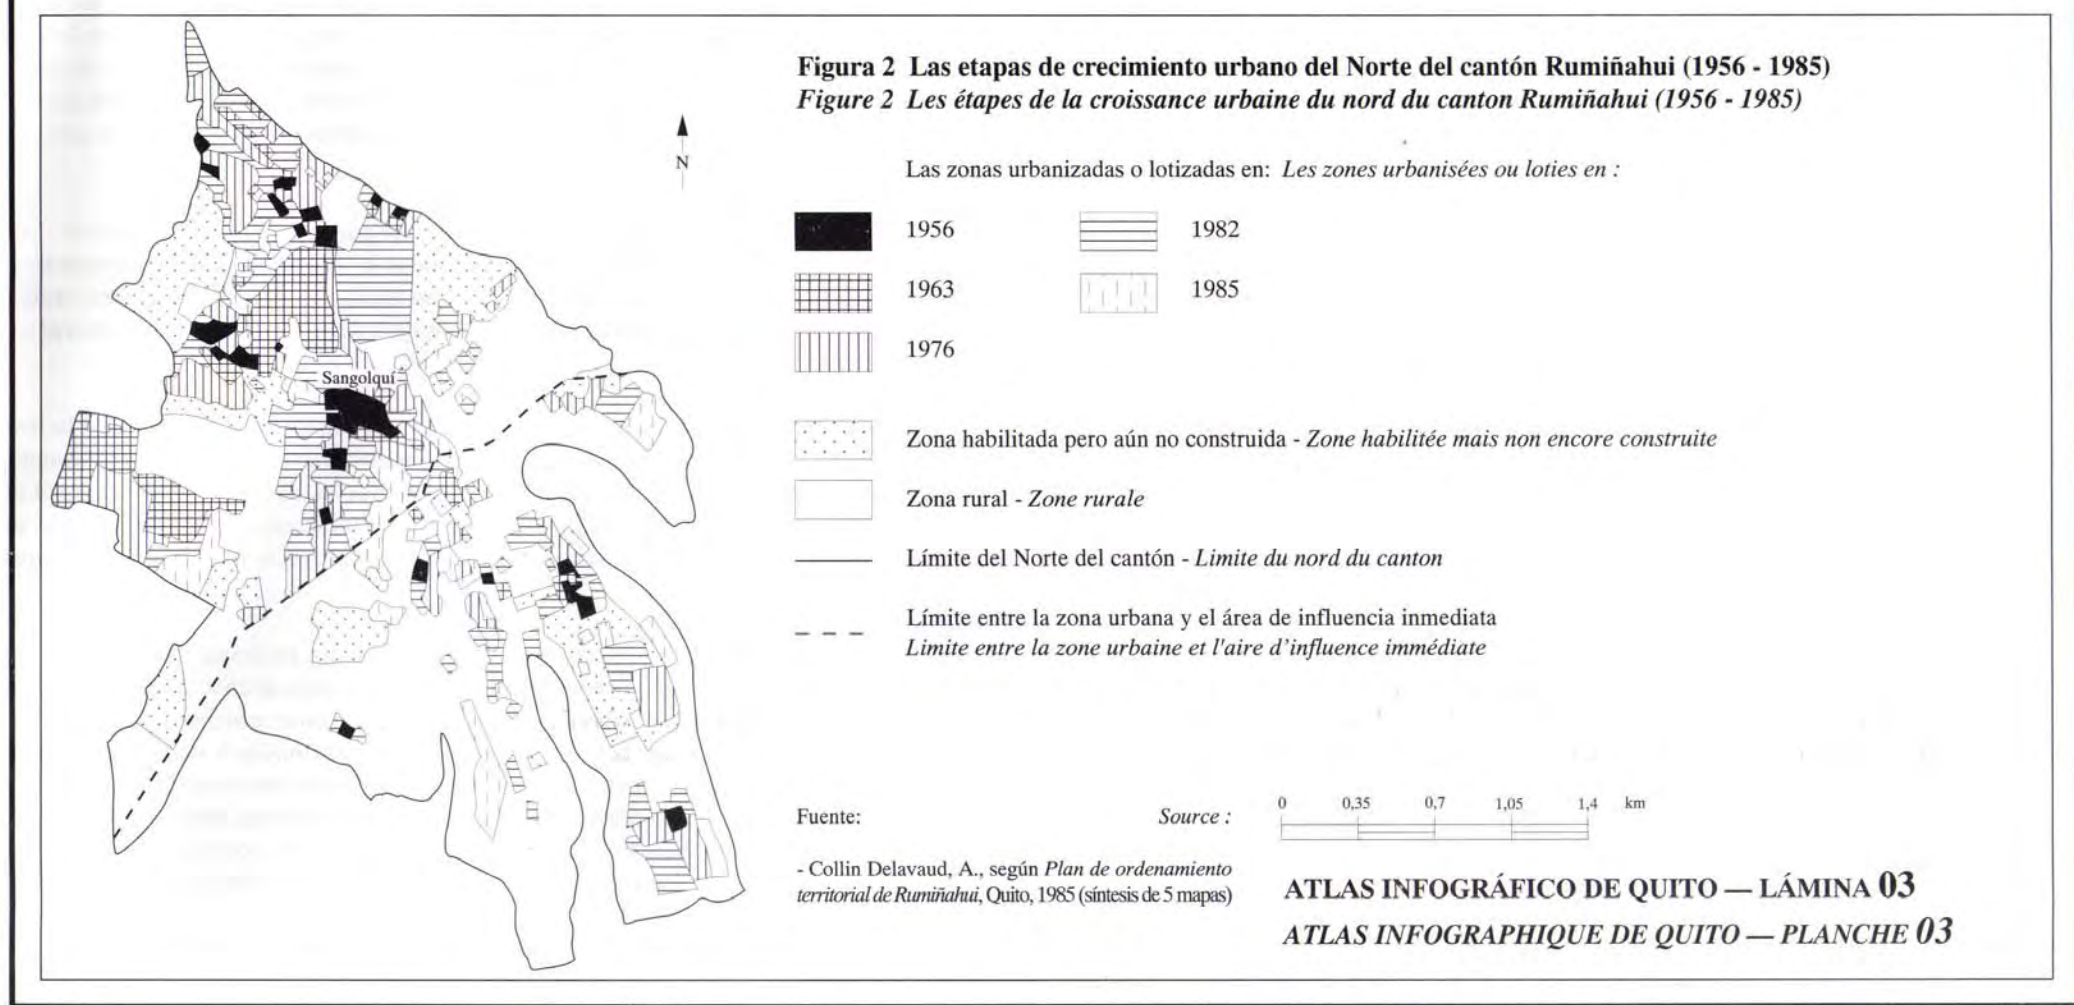 Figura 2 Las etapas de crecimiento urbano del Norte del cantón Rumiñahui (1956 - 1985)
Figure 2 Les étapes de la croissance urbaine du nord du canton Rumiñahui (1956 - 1985)
N
Las zonas urbanizadas o lotizadas en: Les zones urbanisées ou loties en :
1956
1982
1963
1985
1976
Sangolquí
Zona habilitada pero aún no construida - Zone habilitée mais non encore construite
Zona rural - Zone rurale
Límite del Norte del cantón - Limite du nord du canton
Límite entre la zona urbana y el área de influencia inmediata
Limite entre la zone urbaine et l'aire d'influence immédiate
0 0,35 0,7 1,05 1,4 km
Fuente: Source :
- Collin Delavaud, A., según Plan de ordenamiento
territorial de Rumiñahui, Quito, 1985 (síntesis de 5 mapas)
ATLAS INFOGRÁFICO DE QUITO — LÁMINA 03
ATLAS INFOGRAPHIQUE DE QUITO — PLANCHE 03